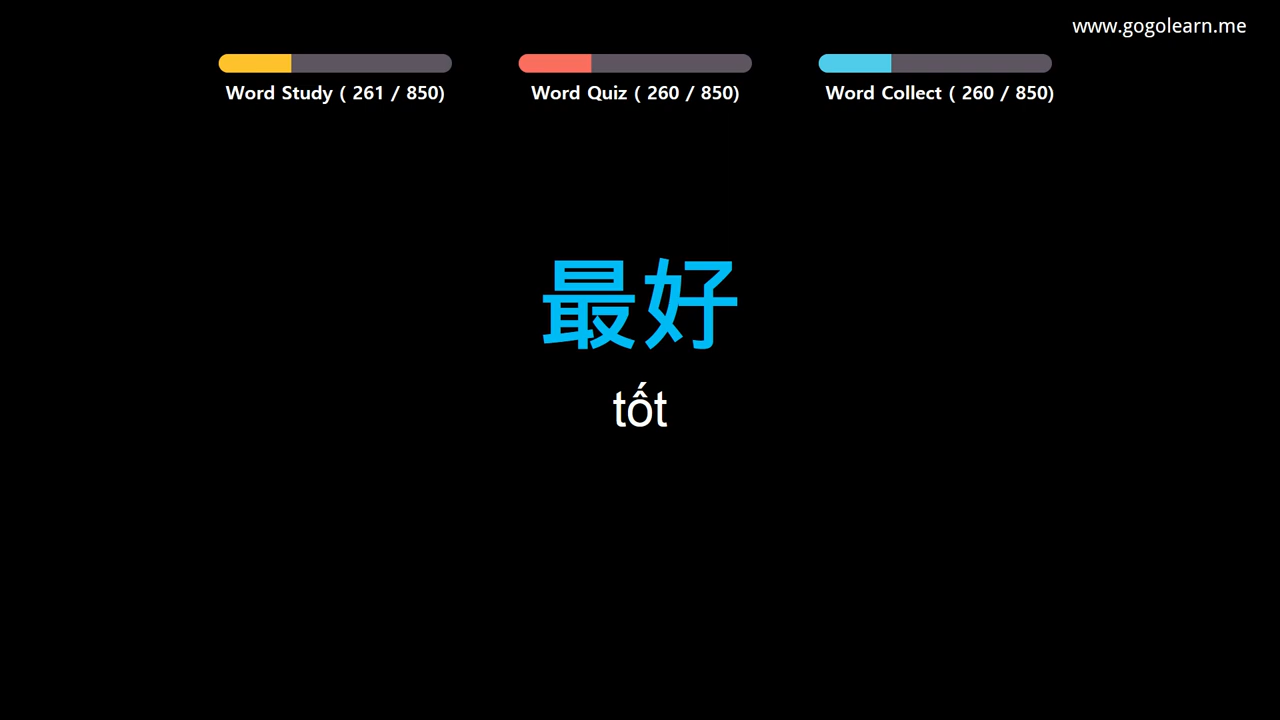 www.gogolearn.me
Word Study ( 261 / 850)
Word Quiz ( 260 / 850)
Word Collect ( 260 / 850)
最好
tốt